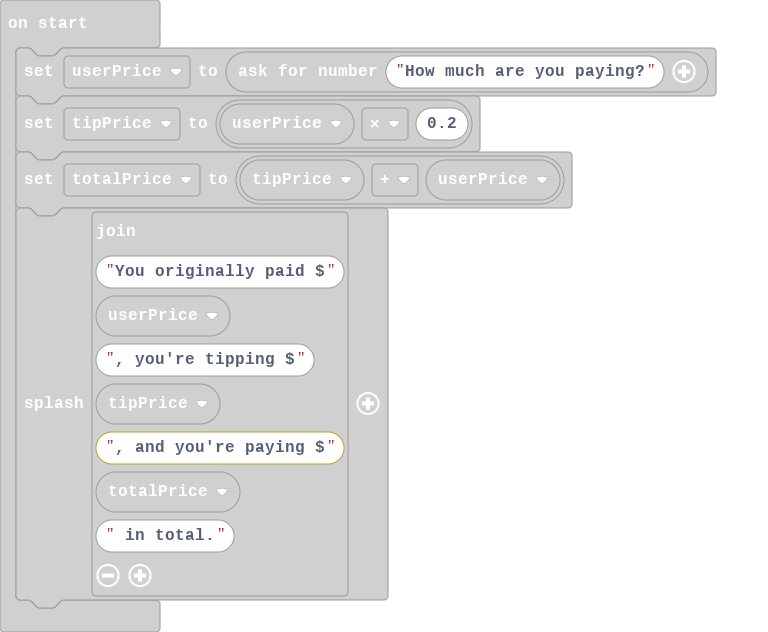 on start
set userPrice to ask for number "How much are you paying?"
set tipPrice to userPrice × 0.2
set totalPrice to tipPrice + userPrice
join
"You originally paid $"
userPrice
", you're tipping $"
splash tipPrice
", and you're paying $"
totalPrice
" in total."